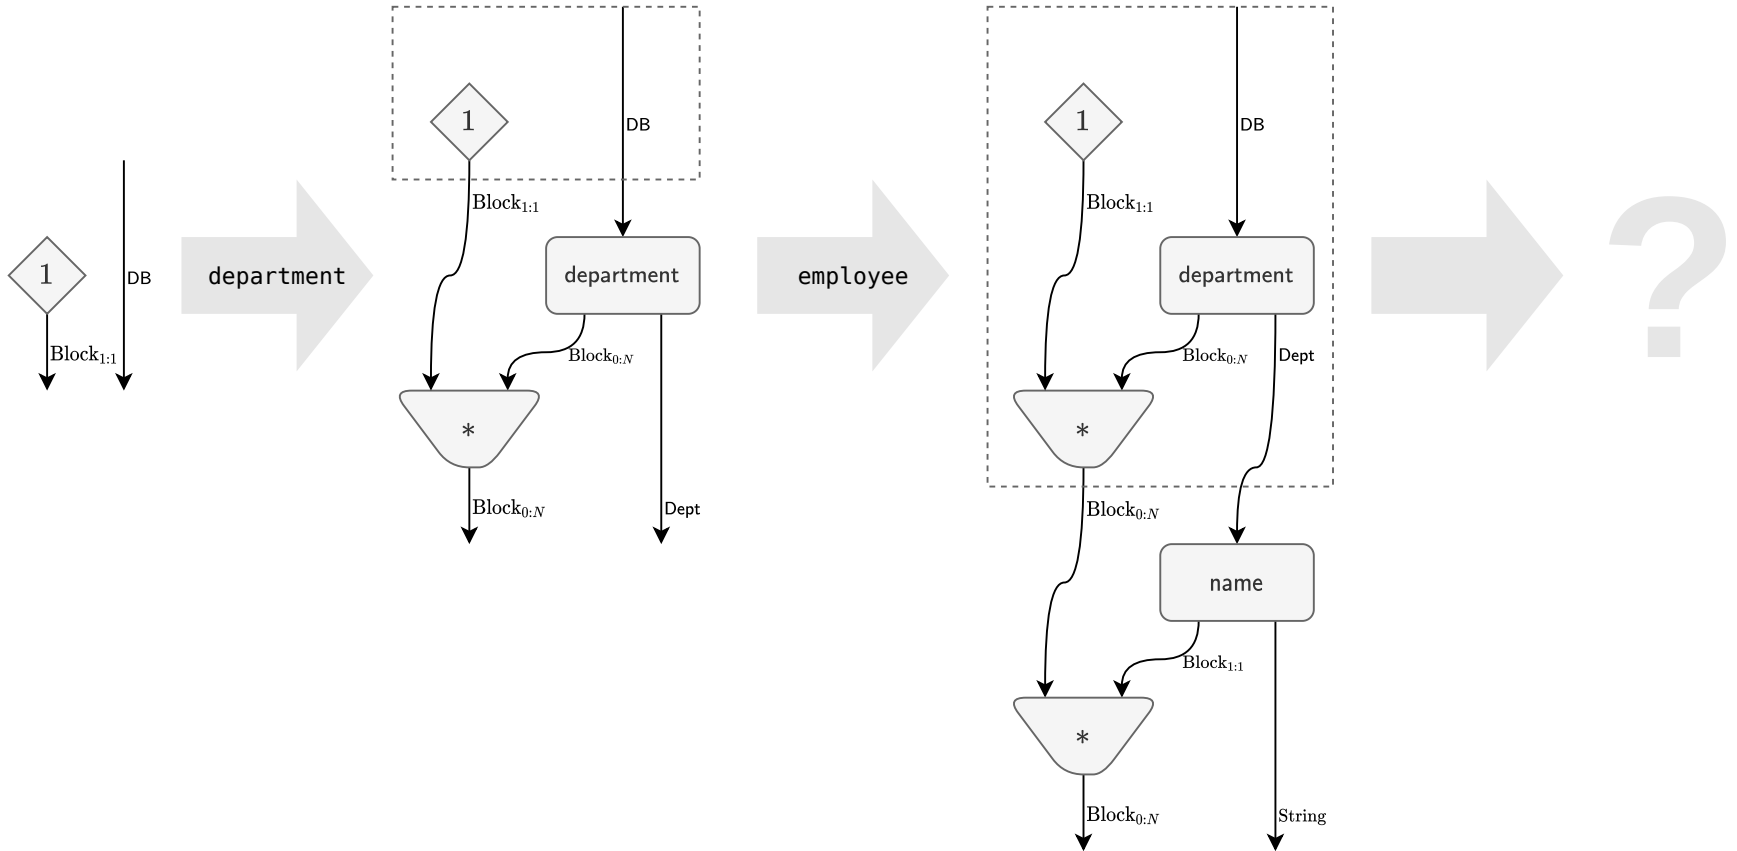 1
DB
Block1:1
department
1
DB
Block1:1
department
Block0:N
*
Block0:N
Dept
employee
1
DB
Block1:1
department
Block0:N
Dept
*
Block0:N
name
Block1:1
*
Block0:N
String
?